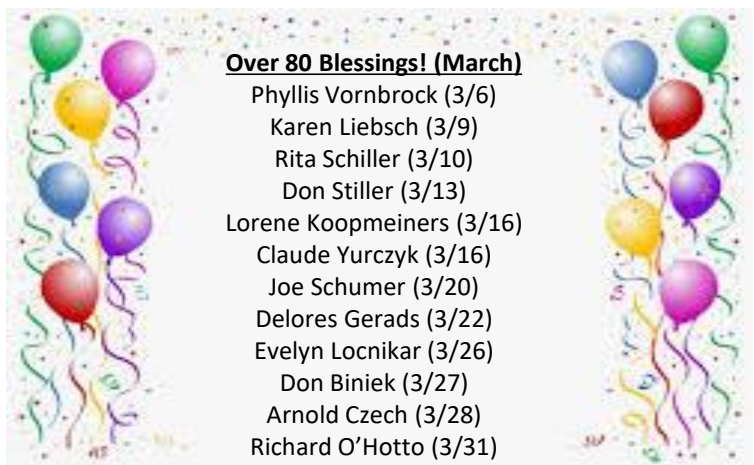 Over 80 Blessings! (March)
Phyllis Vornbrock (3/6)
Karen Liebsch (3/9)
Rita Schiller (3/10)
Don Stiller (3/13)
Lorene Koopmeiners (3/16)
Claude Yurczyk (3/16)
Joe Schumer (3/20)
Delores Gerads (3/22)
Evelyn Locnikar (3/26)
Don Biniek (3/27)
Arnold Czech (3/28)
Richard O’Hotto (3/31)